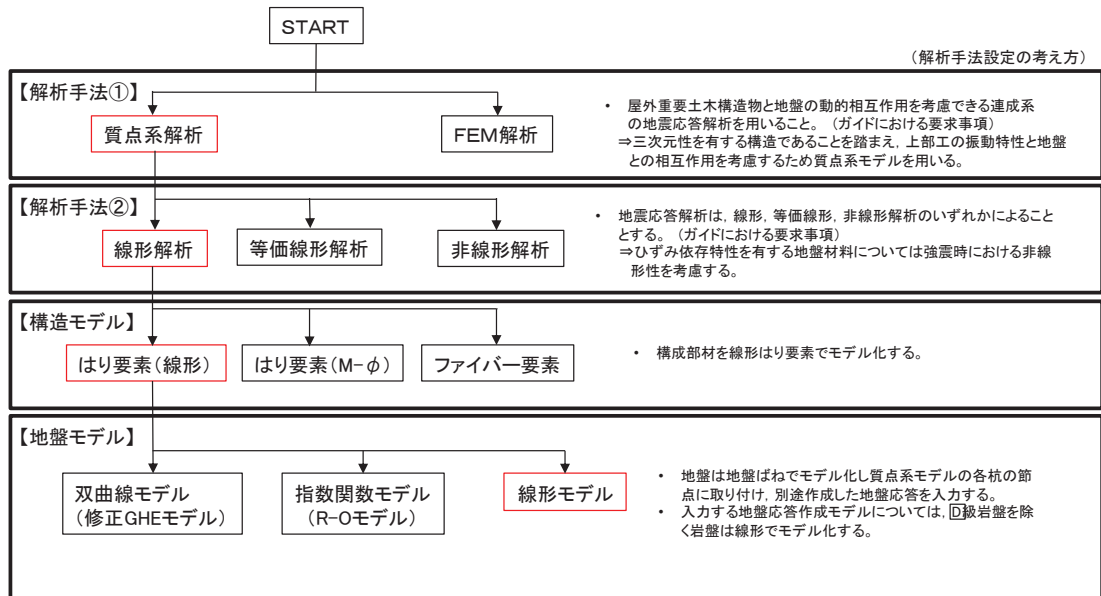 START
(解析手法設定の考え方)
【解析手法①】
質点系解析
FEM解析
・ 屋外重要土木構造物と地盤の動的相互作用を考慮できる連成系
の地震応答解析を用いること。（ガイドにおける要求事項）
⇒三次元性を有する構造であることを踏まえ，上部工の振動特性と地盤
との相互作用を考慮するため質点系モデルを用いる。
【解析手法②】
線形解析
等価線形解析
非線形解析
・ 地震応答解析は，線形，等価線形，非線形解析のいずれかによること
とする。（ガイドにおける要求事項）
⇒ひずみ依存特性を有する地盤材料については強震時における非線
形性を考慮する。
【構造モデル】
はり要素(線形)
はり要素(M-φ)
ファイバー要素
・ 構成部材を線形はり要素でモデル化する。
【地盤モデル】
双曲線モデル
(修正GHEモデル)
指数関数モデル
(R-Oモデル)
線形モデル
・ 地盤は地盤ばねでモデル化し質点系モデルの各杭の節
点に取り付け，別途作成した地盤応答を入力する。
・ 入力する地盤応答作成モデルについては，D級岩盤を除
く岩盤は線形でモデル化する。